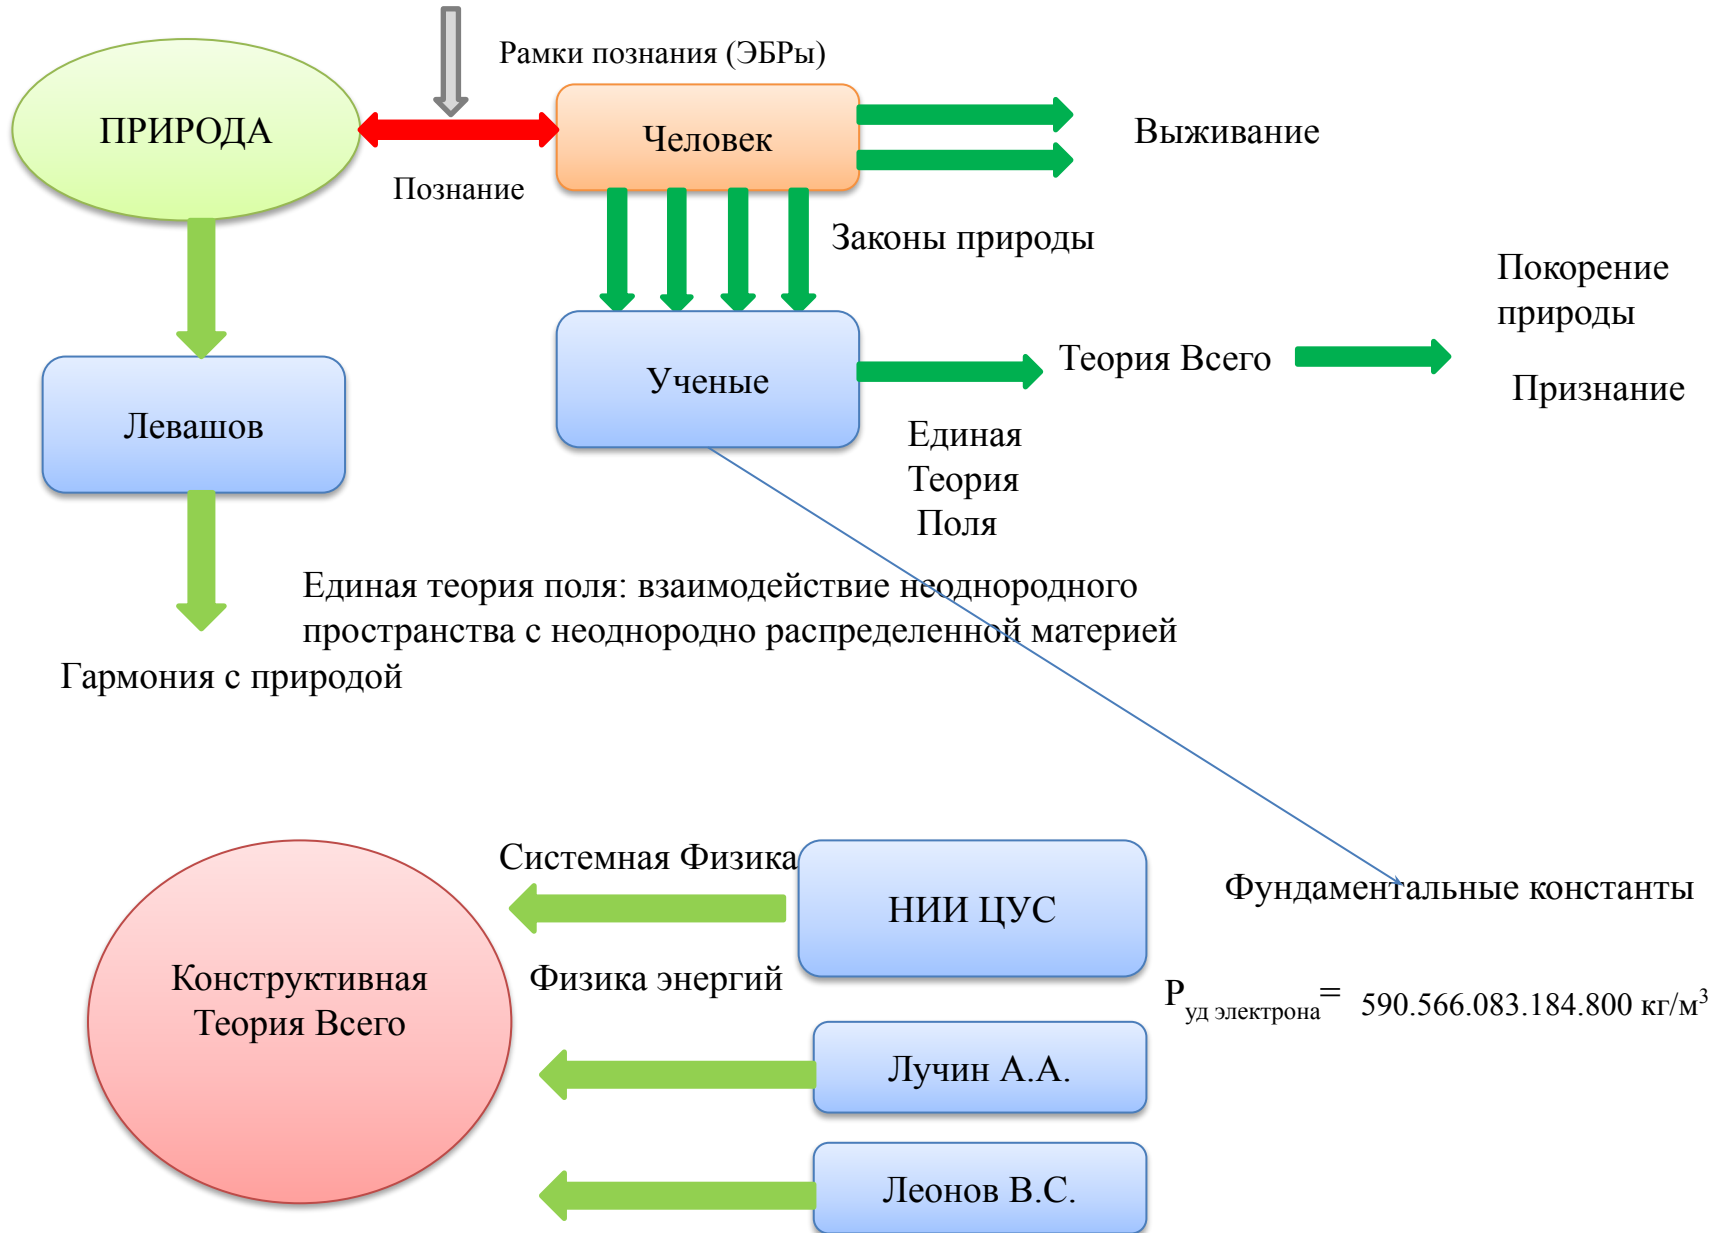 Рамки познания (ЭБРы)
ПРИРОДА
Человек
Выживание
Познание
Законы природы
Покорение
природы
Теория Всего
Признание
Ученые
Левашов
Единая
Теория
Поля
Единая теория поля: взаимодействие неоднородного
пространства с неоднородно распределенной материей
Гармония с природой
Системная Физика
НИИ ЦУС
Фундаментальные константы
Физика энергий
Конструктивная
Теория Всего
Р уд электрона = 590.566.083.184.800 кг/м³
Лучин А.А.
Леонов В.С.